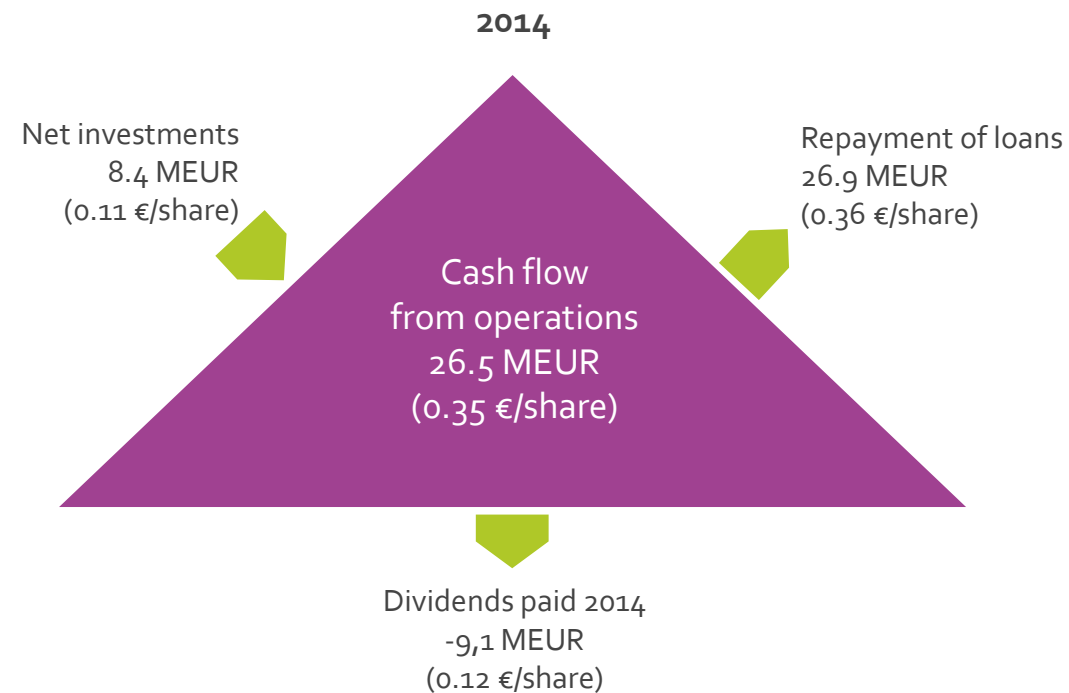 2014
Net investments
8.4 MEUR
(0.11 €/share)
Repayment of loans
26.9 MEUR
(0.36 €/share)
Cash flow
from operations
26.5 MEUR
(0.35 €/share)
Dividends paid 2014
-9,1 MEUR
(0.12 €/share)